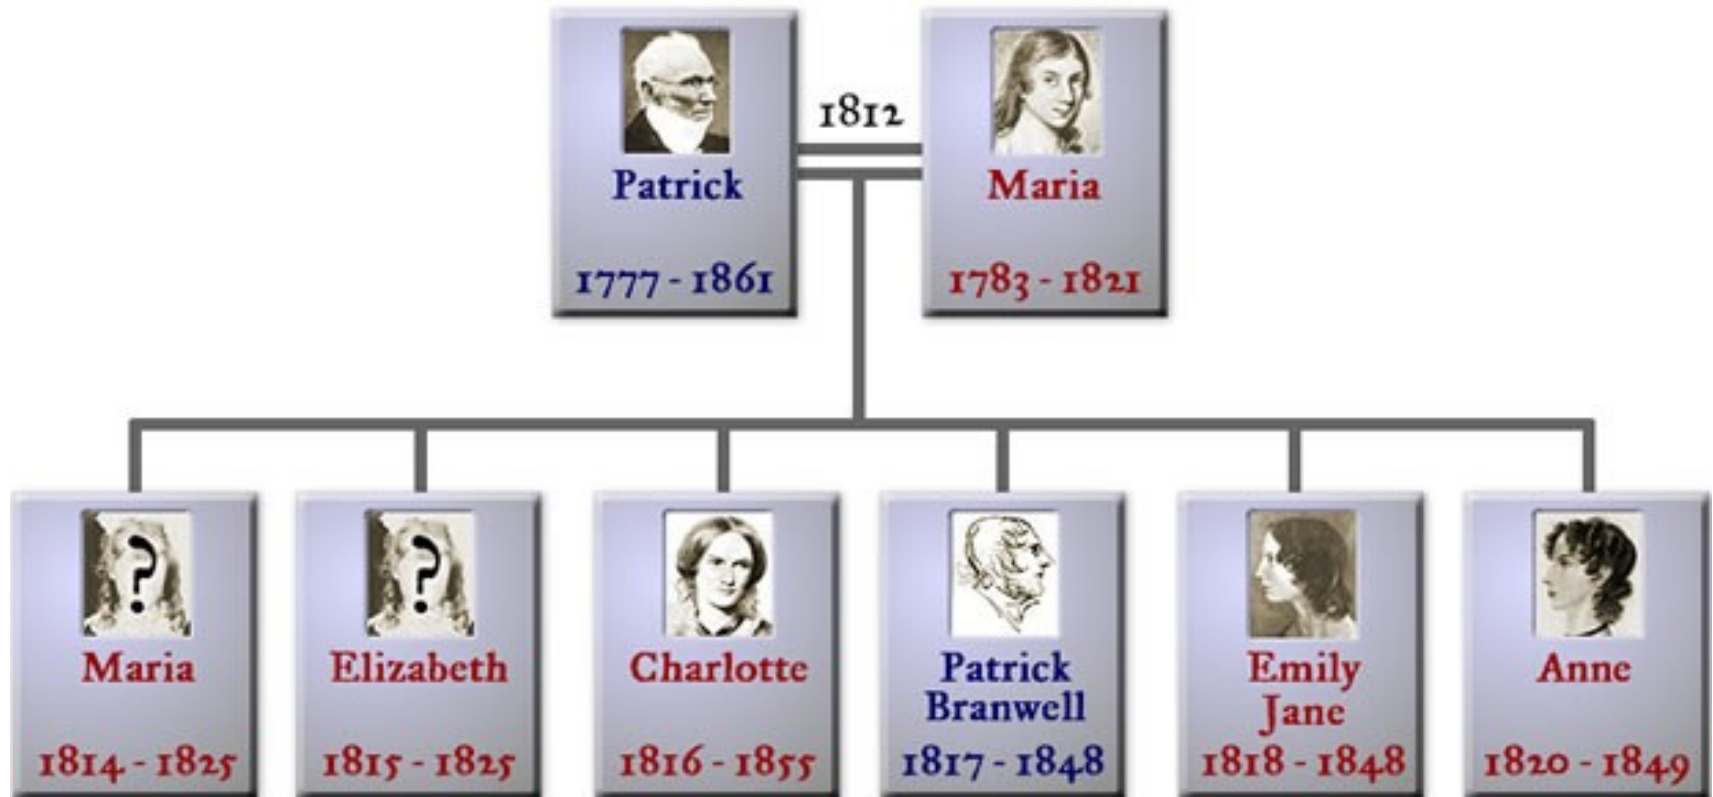 1812
Patrick
Maria
1777 - 1861
1783 - 1821
?
?
Maria
Elizabeth
Charlotte
Patrick
Branwell
Emily
Jane
Anne
1814 - 1825
1815 - 1825
1816 - 1855
1817 - 1848
1818 - 1848
1820 - 1849